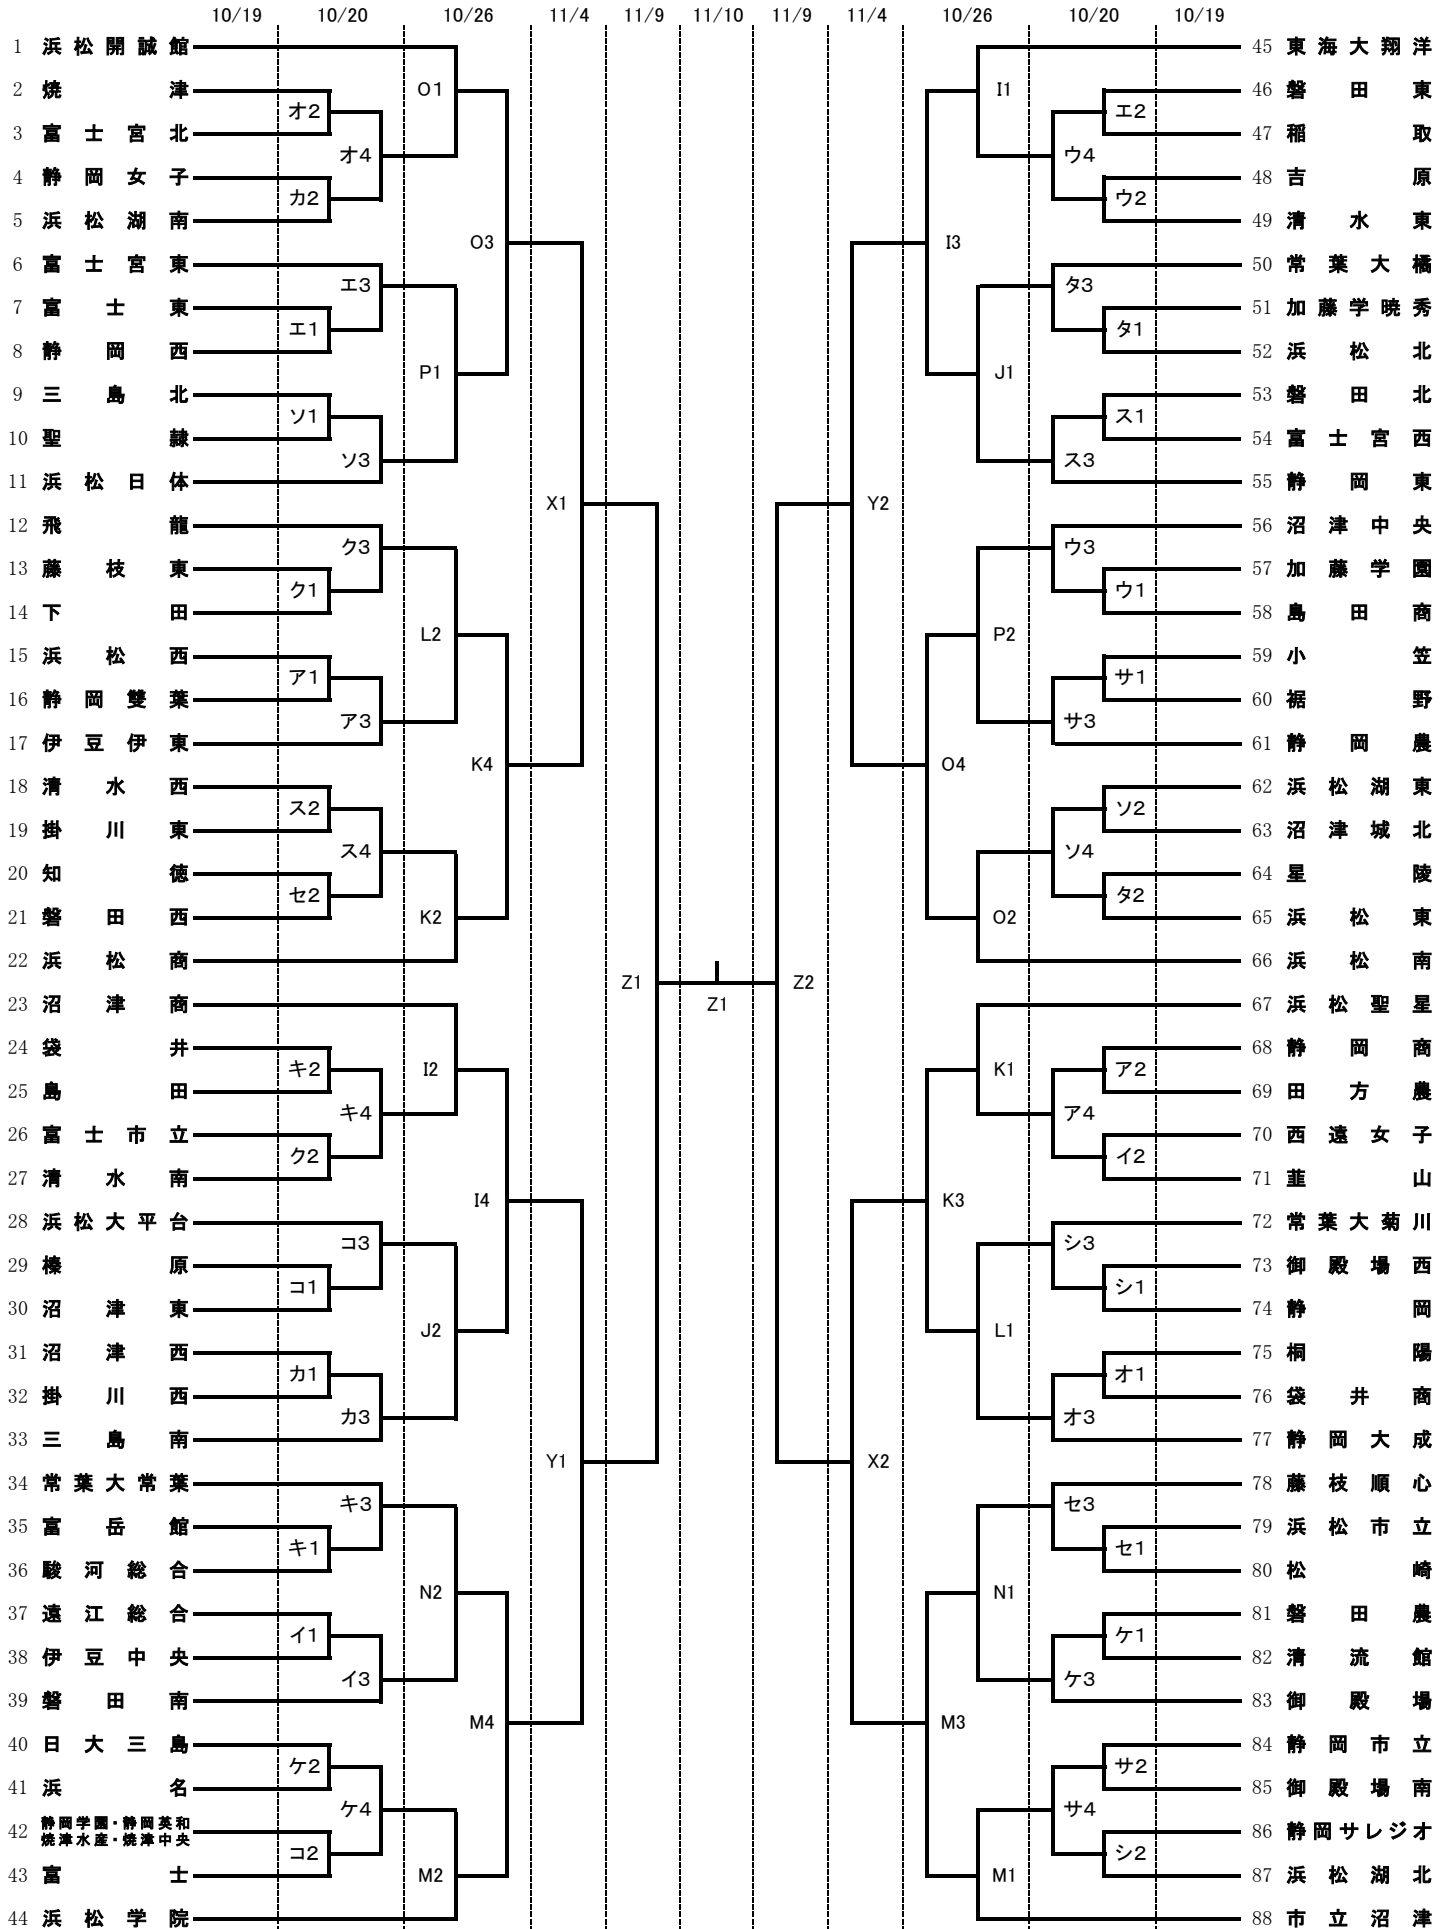 10/19 10/20 10/26 11/4 11/9 11/10 11/9 11/4 10/26 10/20 10/19
1 浜松開誠館 45 東海大翔洋
2 焼津 O1 I1 46 磐田東
オ2 エ2
3 富士宮北 47 稲取
オ4 ウ4
4 静岡女子 48 吉原
カ2 ウ2
5 浜松湖南 49 清水東
O3 I3
6 富士宮東 50 常葉大橘
エ3 タ3
7 富士東 51 加藤学暁秀
エ1 タ1
8 静岡西 52 浜松北
P1 J1
9 三島北 53 磐田北
ソ1 ス1
10 聖隷 54 富士宮西
ソ3 ス3
11 浜松日体 55 静岡東
X1 Y2
12 飛龍 56 沼津中央
ク3 ウ3
13 藤枝東 57 加藤学園
ク1 ウ1
14 下田 58 島田商
L2 P2
15 浜松西 59 小笠
ア1 サ1
16 静岡雙葉 60 裾野
ア3 サ3
17 伊豆伊東 61 静岡農
K4 O4
18 清水西 62 浜松湖東
ス2 ソ2
19 掛川東 63 沼津城北
ス4 ソ4
20 知徳 64 星陵
セ2 タ2
21 磐田西 K2 O2 65 浜松東
22 浜松商 66 浜松南
Z1 Z2
23 沼津商 Z1 67 浜松聖星
24 袋井 68 静岡商
キ2 I2 K1 ア2
25 島田 69 田方農
キ4 ア4
26 富士市立 70 西遠女子
ク2 イ2
27 清水南 71 韮山
I4 K3
28 浜松大平台 72 常葉大菊川
コ3 シ3
29 榛原 73 御殿場西
コ1 シ1
30 沼津東 74 静岡
J2 L1
31 沼津西 75 桐陽
カ1 オ1
32 掛川西 76 袋井商
カ3 オ3
33 三島南 77 静岡大成
Y1 X2
34 常葉大常葉 78 藤枝順心
キ3 セ3
35 富岳館 79 浜松市立
キ1 セ1
36 駿河総合 80 松崎
N2 N1
37 遠江総合 81 磐田農
イ1 ケ1
38 伊豆中央 82 清流館
イ3 ケ3
39 磐田南 83 御殿場
M4 M3
40 日大三島 84 静岡市立
ケ2 サ2
41 浜名 85 御殿場南
ケ4 サ4
42 静岡学園・静岡英和 86 静岡サレジオ
焼津水産・焼津中央
コ2 シ2
43 富士 M2 M1 87 浜松湖北
44 浜松学院 88 市立沼津